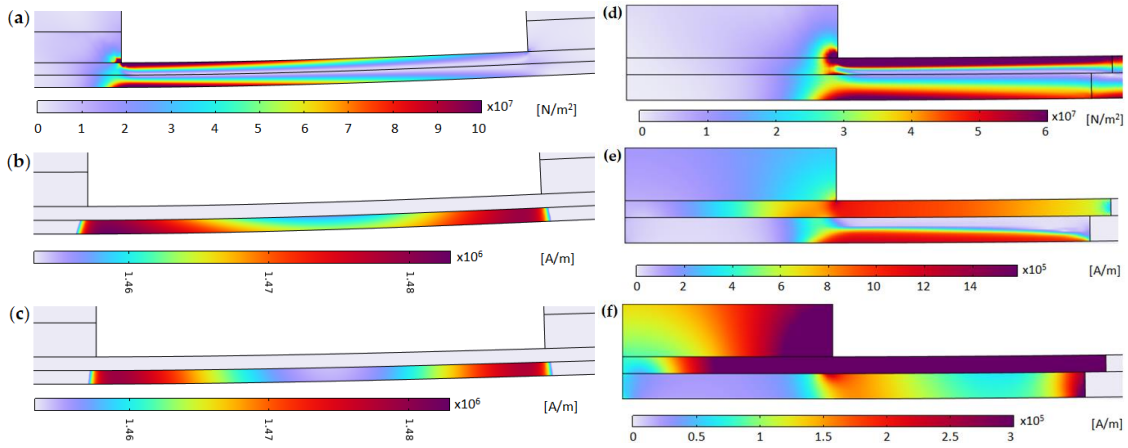 (a)
x10⁷
0 1 2 3 4 5 6 7 8 9 10 [N/m²]
(b)
x10⁶
[A/m]
1.46 1.47 1.48
(c)
x10⁶
[A/m]
1.46 1.47 1.48
(d)
x10⁷
0 1 2 3 4 5 6 [N/m²]
(e)
x10⁵
0 2 4 6 8 10 12 14 [A/m]
(f)
x10⁵
0 0.5 1 1.5 2 2.5 3 [A/m]